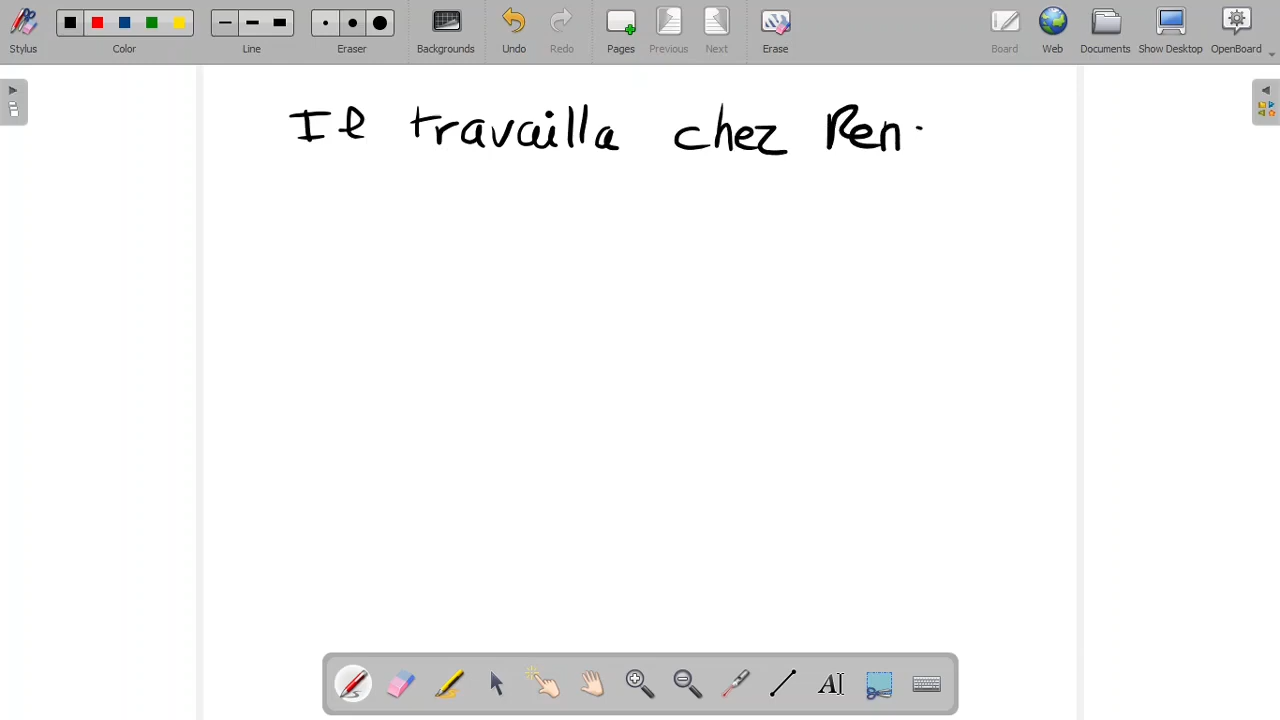 Stylus Color Line Eraser Backgrounds Undo Redo Pages Previous Next Erase Board Web Documents Show Desktop OpenBoard
Il travailla chez Ren
AI